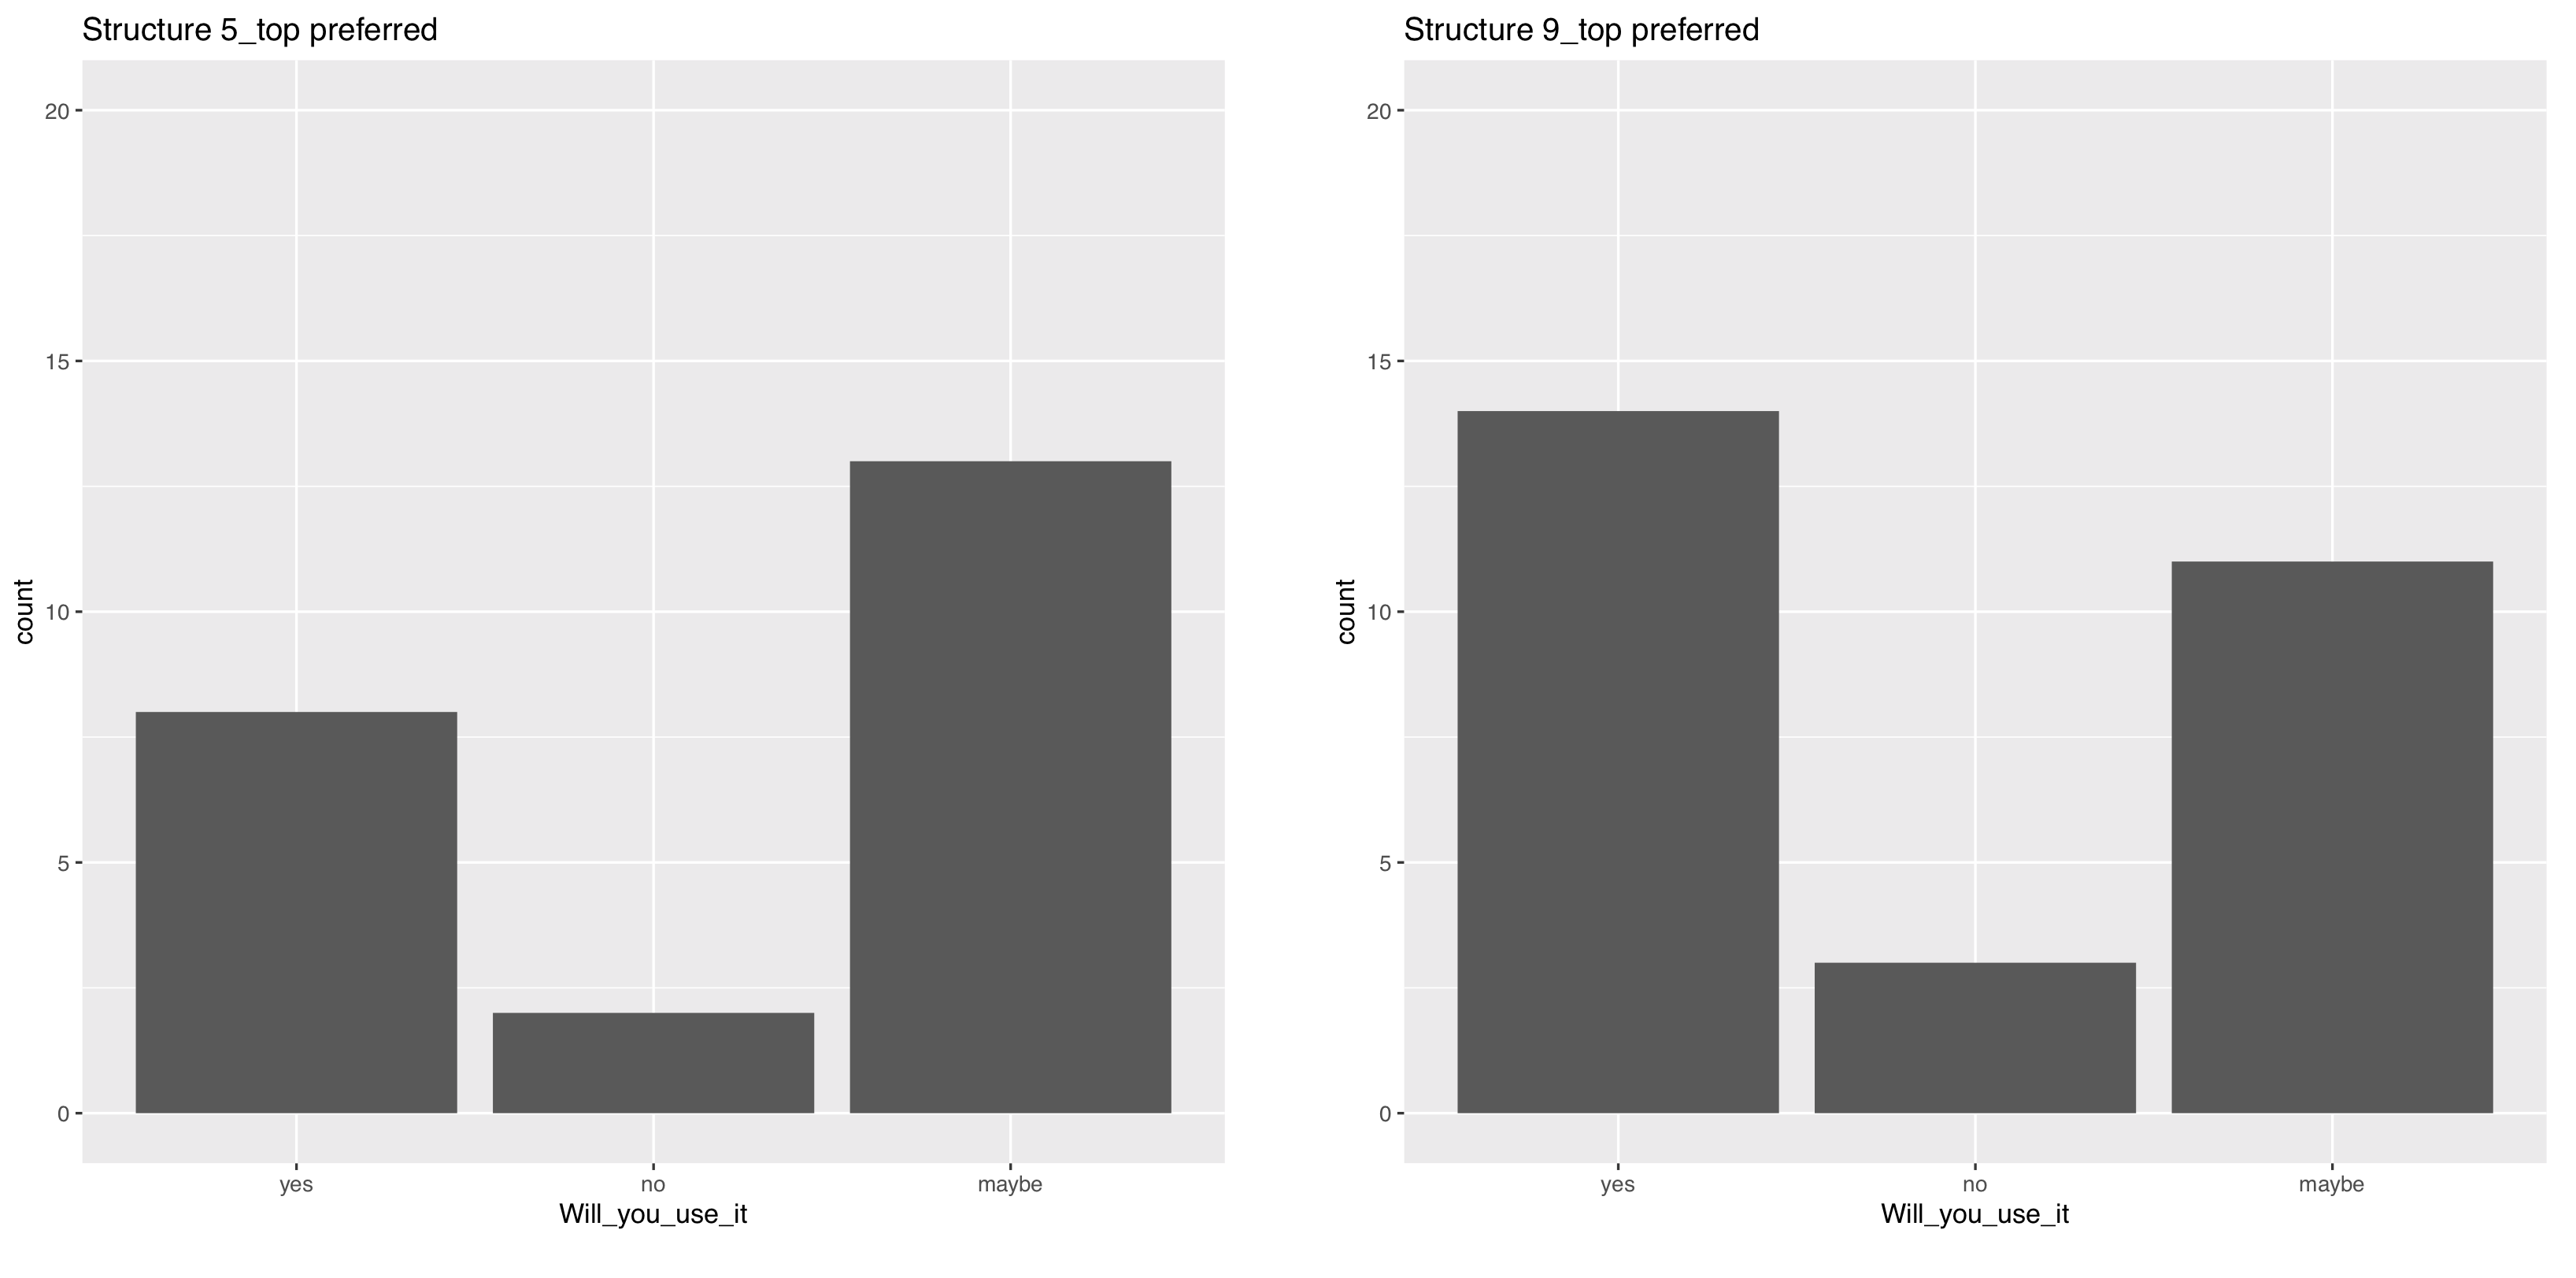 Structure 5_top preferred
20
15
10
5
0
count
yes no maybe
Will_you_use_it
Structure 9_top preferred
20
15
10
5
0
count
yes no maybe
Will_you_use_it